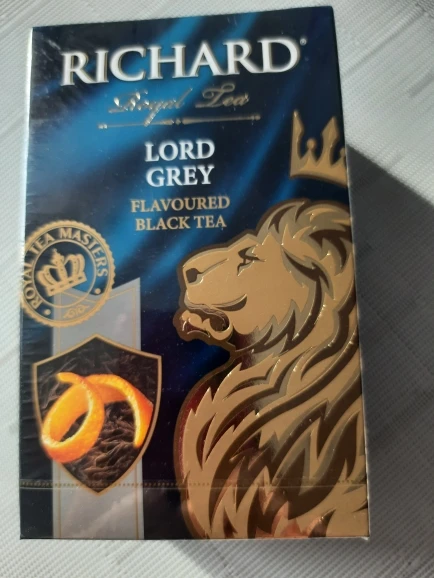 RICHARD®
Royal Tea
LORD
GREY
FLAVOURED
BLACK TEA
ROYAL TEA MASTERS